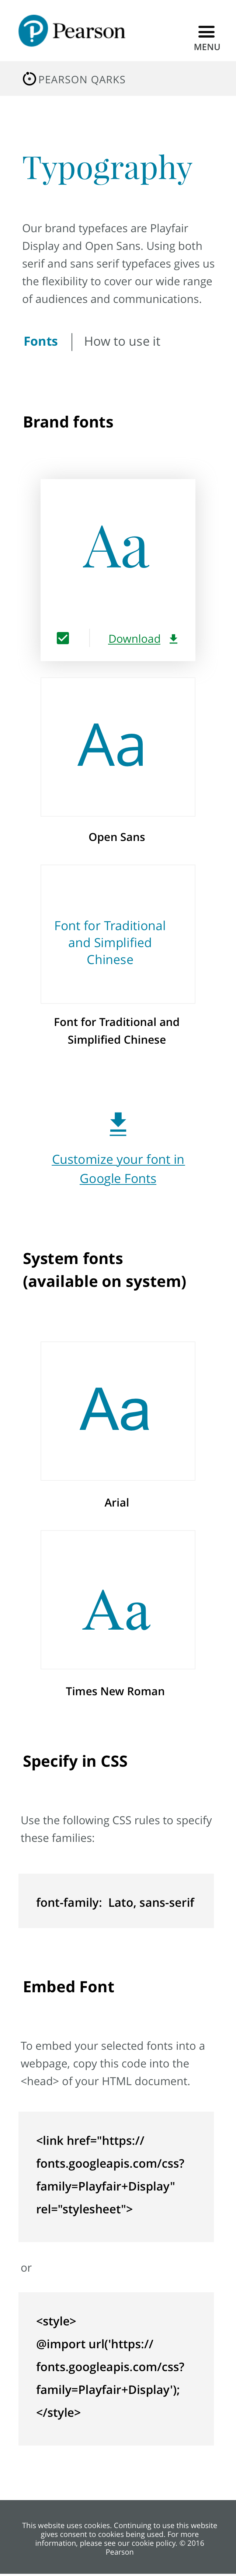 Pearson
MENU
PEARSON QARKS
Typography
Our brand typefaces are Playfair
Display and Open Sans. Using both
serif and sans serif typefaces gives us
the flexibility to cover our wide range
of audiences and communications.
Fonts | How to use it
Brand fonts
Aa
Download
Aa
Open Sans
Font for Traditional
and Simplified
Chinese
Font for Traditional and
Simplified Chinese
Customize your font in
Google Fonts
System fonts
(available on system)
Aa
Arial
Aa
Times New Roman
Specify in CSS
Use the following CSS rules to specify
these families:
font-family: Lato, sans-serif
Embed Font
To embed your selected fonts into a
webpage, copy this code into the
<head> of your HTML document.
<link href="https://
fonts.googleapis.com/css?
family=Playfair+Display"
rel="stylesheet">
or
<style>
@import url('https://
fonts.googleapis.com/css?
family=Playfair+Display');
</style>
This website uses cookies. Continuing to use this website
gives consent to cookies being used. For more
information, please see our cookie policy. © 2016
Pearson